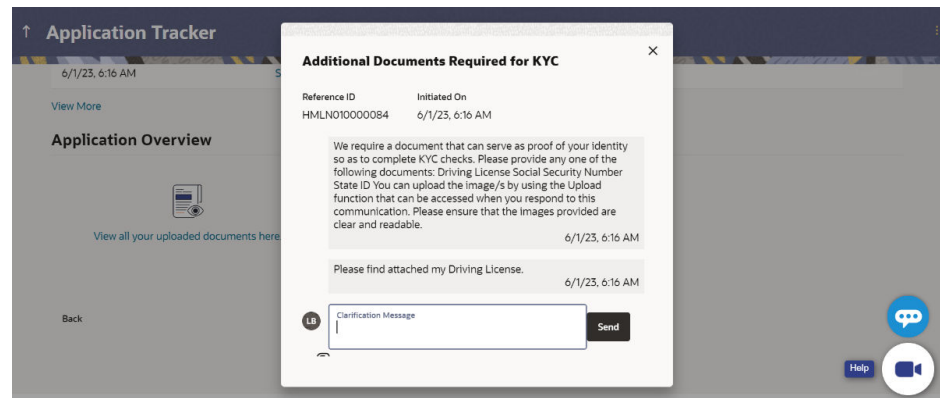 Application Tracker
6/1/23, 6:16 AM
View More
Application Overview
View all your uploaded documents here
Back
Additional Documents Required for KYC
Reference ID Initiated On
HMLN010000084 6/1/23, 6:16 AM
We require a document that can serve as proof of your identity
so as to complete KYC checks. Please provide any one of the
following documents: Driving License Social Security Number
State ID You can upload the image/s by using the Upload
function that can be accessed when you respond to this
communication. Please ensure that the images provided are
clear and readable.
6/1/23, 6:16 AM
Please find attached my Driving License.
6/1/23, 6:16 AM
LB
Clarification Message
Send
Help